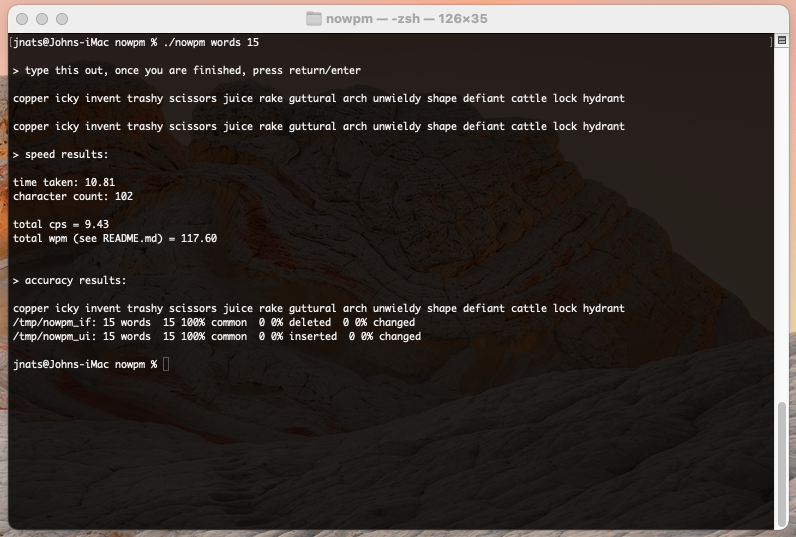 nowpm — -zsh — 126×35
[jnats@Johns-iMac nowpm % ./nowpm words 15 ]
> type this out, once you are finished, press return/enter
copper icky invent trashy scissors juice rake guttural arch unwieldy shape defiant cattle lock hydrant
copper icky invent trashy scissors juice rake guttural arch unwieldy shape defiant cattle lock hydrant
> speed results:
time taken: 10.81
character count: 102
total cps = 9.43
total wpm (see README.md) = 117.60
> accuracy results:
copper icky invent trashy scissors juice rake guttural arch unwieldy shape defiant cattle lock hydrant
/tmp/nowpm_if: 15 words  15 100% common  0 0% deleted  0 0% changed
/tmp/nowpm_ui: 15 words  15 100% common  0 0% inserted  0 0% changed
jnats@Johns-iMac nowpm %